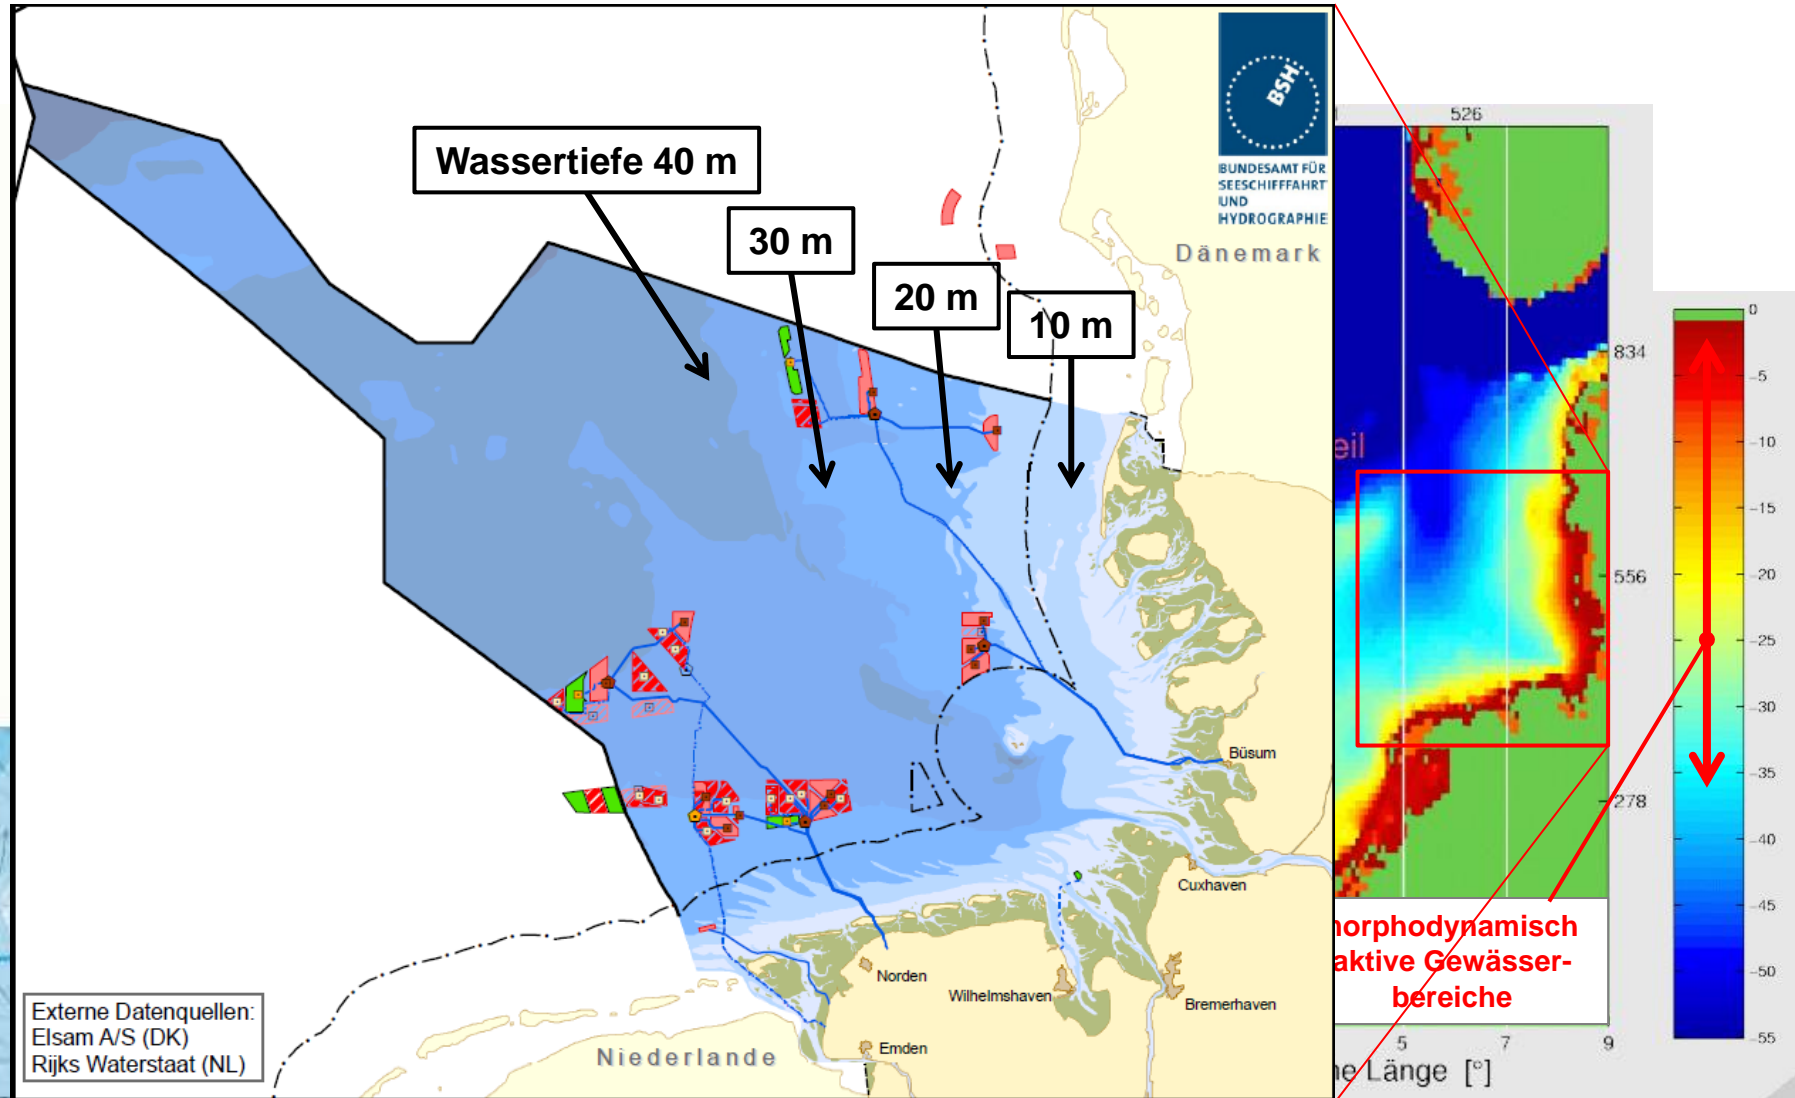 Wassertiefe 40 m
30 m
20 m
10 m
BSH
BUNDESAMT FÜR
SEESCHIFFFAHRT
UND
HYDROGRAPHIE
Dänemark
Büsum
Cuxhaven
Norden
Wilhelmshaven
Bremerhaven
Emden
Niederlande
Externe Datenquellen:
Elsam A/S (DK)
Rijks Waterstaat (NL)
526
834
556
278
eil
morphodynamisch
aktive Gewässer-
bereiche
5
7
9
he Länge [°]
0
-5
-10
-15
-20
-25
-30
-35
-40
-45
-50
-55